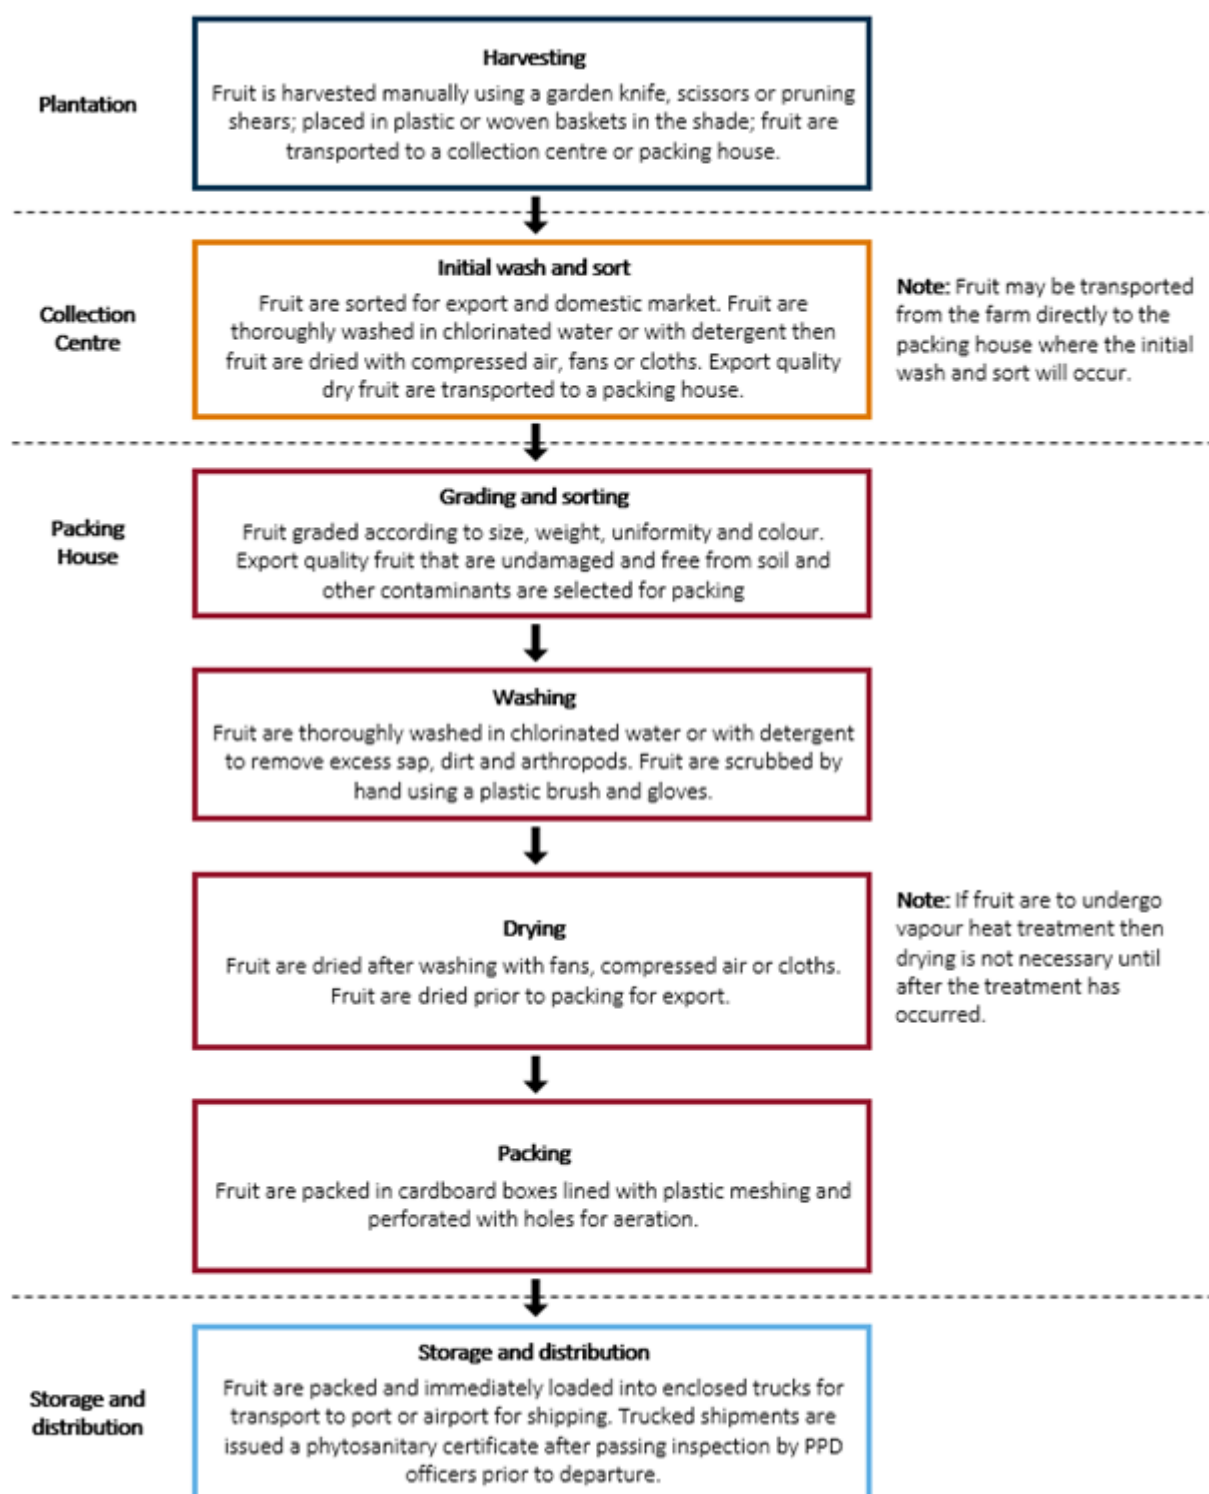 Plantation
Harvesting
Fruit is harvested manually using a garden knife, scissors or pruning
shears; placed in plastic or woven baskets in the shade; fruit are
transported to a collection centre or packing house.
Collection
Centre
Initial wash and sort
Fruit are sorted for export and domestic market. Fruit are
thoroughly washed in chlorinated water or with detergent then
fruit are dried with compressed air, fans or cloths. Export quality
dry fruit are transported to a packing house.
Note: Fruit may be transported
from the farm directly to the
packing house where the initial
wash and sort will occur.
Packing
House
Grading and sorting
Fruit graded according to size, weight, uniformity and colour.
Export quality fruit that are undamaged and free from soil and
other contaminants are selected for packing
Washing
Fruit are thoroughly washed in chlorinated water or with detergent
to remove excess sap, dirt and arthropods. Fruit are scrubbed by
hand using a plastic brush and gloves.
Drying
Fruit are dried after washing with fans, compressed air or cloths.
Fruit are dried prior to packing for export.
Note: If fruit are to undergo
vapour heat treatment then
drying is not necessary until
after the treatment has
occurred.
Packing
Fruit are packed in cardboard boxes lined with plastic meshing and
perforated with holes for aeration.
Storage and
distribution
Storage and distribution
Fruit are packed and immediately loaded into enclosed trucks for
transport to port or airport for shipping. Trucked shipments are
issued a phytosanitary certificate after passing inspection by PPD
officers prior to departure.